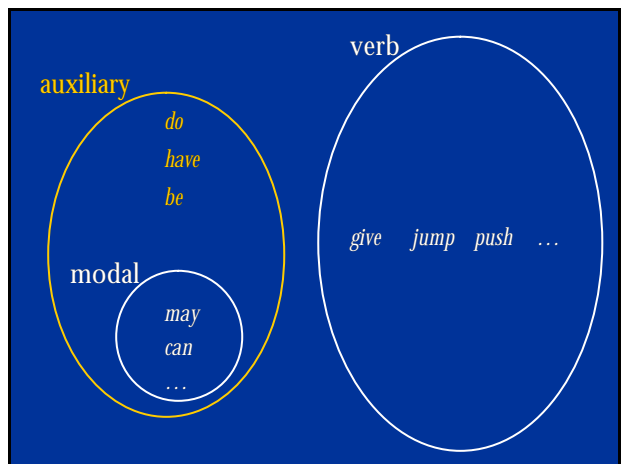 verb
auxiliary
do
have
be
give jump push ...
modal
may
can
...